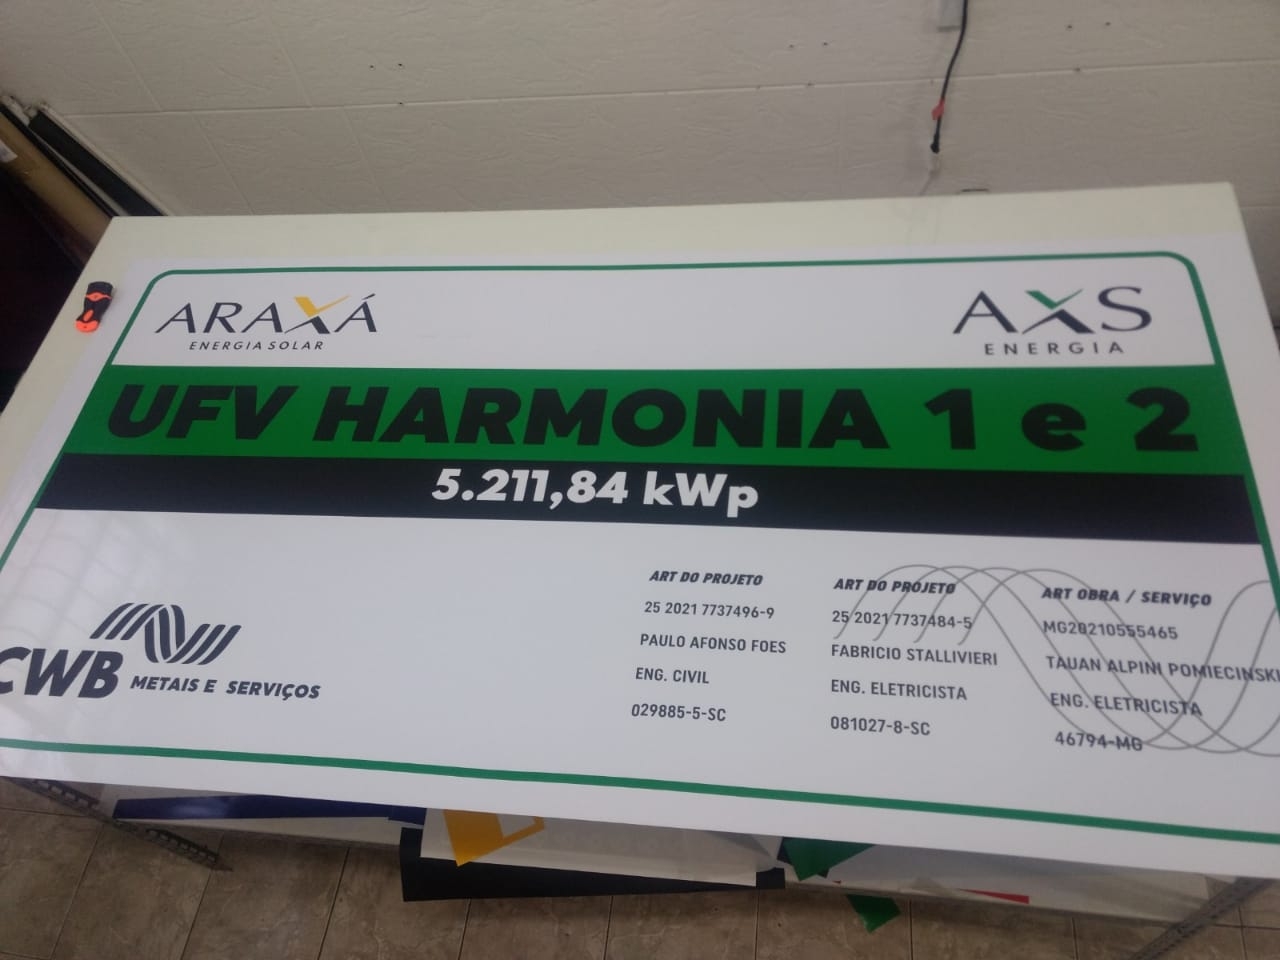 ARAXÁ
ENERGIA SOLAR
AXS
ENERGIA
UFV HARMONIA 1 e 2
5.211,84 kWp
CWB METAIS E SERVIÇOS
ART DO PROJETO
25 2021 7737496-9
PAULO AFONSO FOES
ENG. CIVIL
029885-5-SC
ART DO PROJETO
25 2021 7737484-5
FABRICIO STALLIVIERI
ENG. ELETRICISTA
081027-8-SC
ART OBRA / SERVIÇO
MG20210555465
TAUAN ALPINI POMIECINSKI
ENG. ELETRICISTA
46794-MG